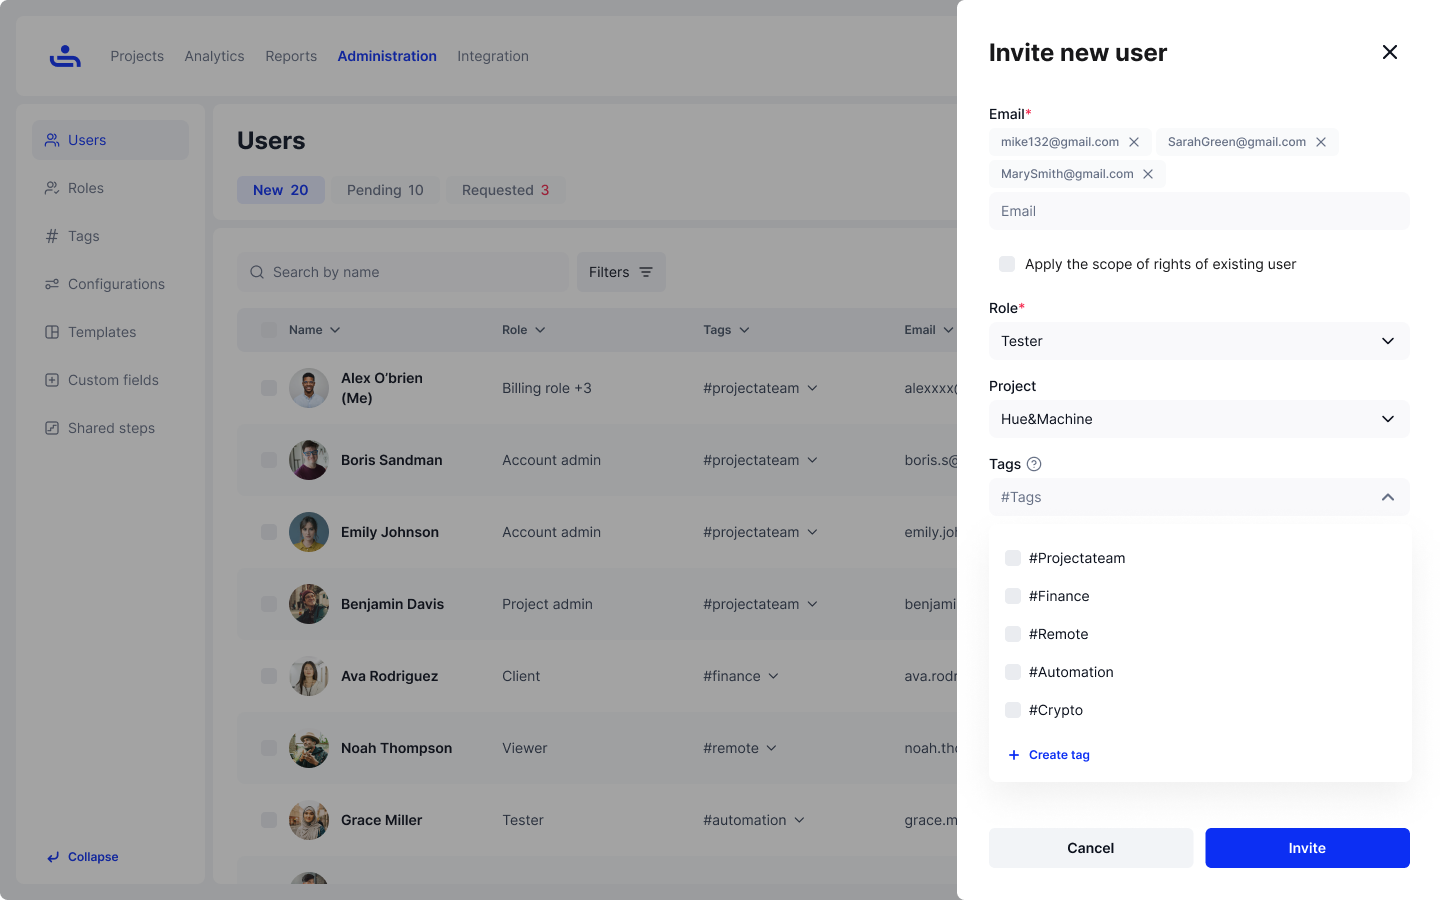 Projects Analytics Reports Administration Integration
Users
Roles
Tags
Configurations
Templates
Custom fields
Shared steps
Collapse
Users
New 20 Pending 10 Requested 3
Search by name Filters
Name Role Tags Email
Alex O'brien (Me) Billing role +3 #projectateam alexxxx@
Boris Sandman Account admin #projectateam boris.s@
Emily Johnson Account admin #projectateam emily.joh
Benjamin Davis Project admin #projectateam benjami
Ava Rodriguez Client #finance ava.rodr
Noah Thompson Viewer #remote noah.tho
Grace Miller Tester #automation grace.m
Invite new user
Email*
mike132@gmail.com SarahGreen@gmail.com
MarySmith@gmail.com
Email
Apply the scope of rights of existing user
Role*
Tester
Project
Hue&Machine
Tags
#Tags
#Projectateam
#Finance
#Remote
#Automation
#Crypto
+ Create tag
Cancel Invite